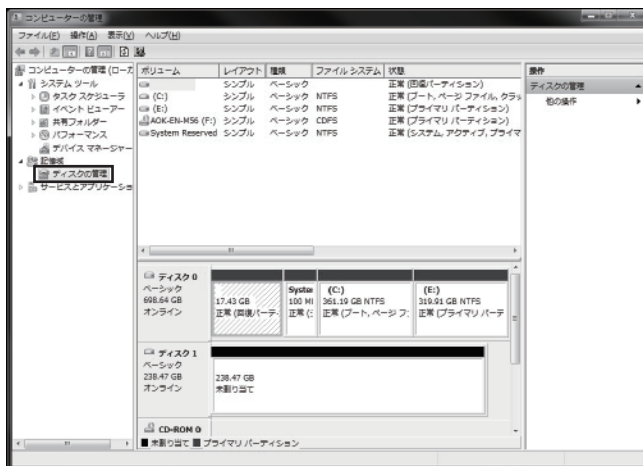 コンピューターの管理
ファイル(F) 操作(A) 表示(V) ヘルプ(H)
コンピューターの管理 (ローカ
システム ツール
タスク スケジューラ
イベント ビューアー
共有フォルダー
パフォーマンス
デバイス マネージャー
記憶域
ディスクの管理
サービスとアプリケーショ
ボリューム レイアウト 種類 ファイル システム 状態
シンプル ベーシック 正常 (回復パーティション)
(C:) シンプル ベーシック NTFS 正常 (ブート, ページ ファイル, クラッ
(E:) シンプル ベーシック NTFS 正常 (プライマリ パーティション)
AOK-EN-M56 (F:) シンプル ベーシック CDFS 正常 (プライマリ パーティション)
System Reserved シンプル ベーシック NTFS 正常 (システム, アクティブ, プライマ
操作
ディスクの管理
他の操作
ディスク 0
ベーシック
698.64 GB
オンライン
17.43 GB
正常 (回復パーテ
System
100 MI
正常 (:
(C:)
361.19 GB NTFS
正常 (ブート, ページ フ
(E:)
319.91 GB NTFS
正常 (プライマリ パーテ
ディスク 1
ベーシック
238.47 GB
オンライン
238.47 GB
未割り当て
CD-ROM 0
未割り当て プライマリ パーティション